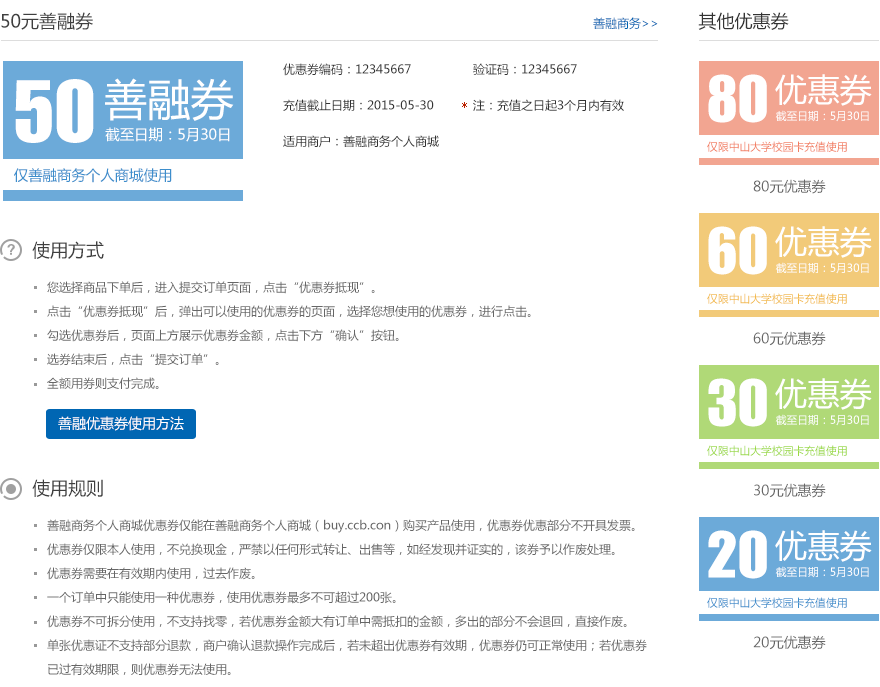 50元善融券
善融商务>>
50 善融券
截至日期：5月30日
仅善融商务个人商城使用
优惠券编码：12345667
验证码：12345667
充值截止日期：2015-05-30
* 注：充值之日起3个月内有效
适用商户：善融商务个人商城
? 使用方式
您选择商品下单后，进入提交订单页面，点击“优惠券抵现”。
点击“优惠券抵现”后，弹出可以使用的优惠券的页面，选择您想使用的优惠券，进行点击。
勾选优惠券后，页面上方展示优惠券金额，点击下方“确认”按钮。
选券结束后，点击“提交订单”。
全额用券则支付完成。
善融优惠券使用方法
使用规则
善融商务个人商城优惠券仅能在善融商务个人商城（buy.ccb.con）购买产品使用，优惠券优惠部分不开具发票。
优惠券仅限本人使用，不兑换现金，严禁以任何形式转让、出售等，如经发现并证实的，该券予以作废处理。
优惠券需要在有效期内使用，过去作废。
一个订单中只能使用一种优惠券，使用优惠券最多不可超过200张。
优惠券不可拆分使用，不支持找零，若优惠券金额大有订单中需抵扣的金额，多出的部分不会退回，直接作废。
单张优惠证不支持部分退款，商户确认退款操作完成后，若未超出优惠券有效期，优惠券仍可正常使用；若优惠券
已过有效期限，则优惠券无法使用。
其他优惠券
80 优惠券
截至日期：5月30日
仅限中山大学校园卡充值使用
80元优惠券
60 优惠券
截至日期：5月30日
仅限中山大学校园卡充值使用
60元优惠券
30 优惠券
截至日期：5月30日
仅限中山大学校园卡充值使用
30元优惠券
20 优惠券
截至日期：5月30日
仅限中山大学校园卡充值使用
20元优惠券